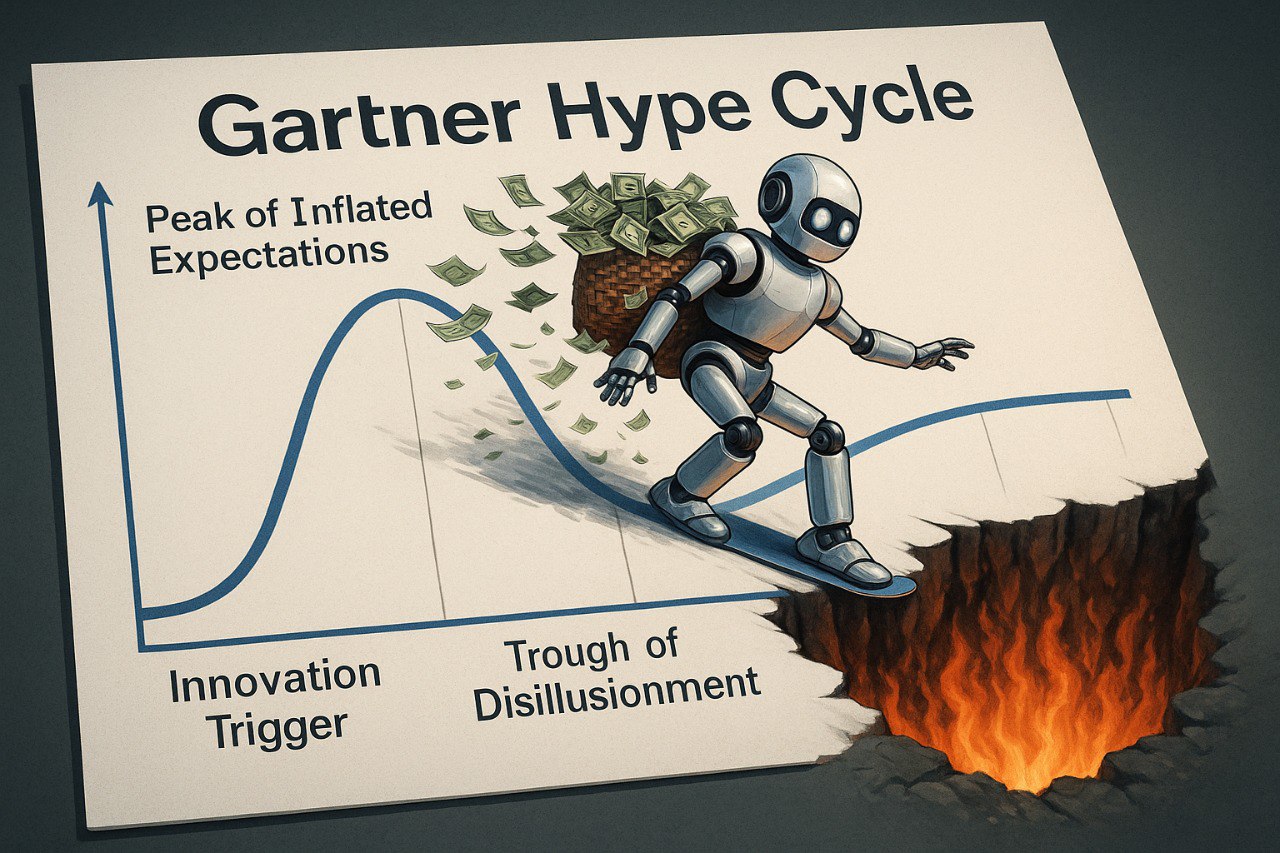 Gartner Hype Cycle
Peak of Inflated
Expectations
Innovation
Trigger
Trough of
Disillusionment